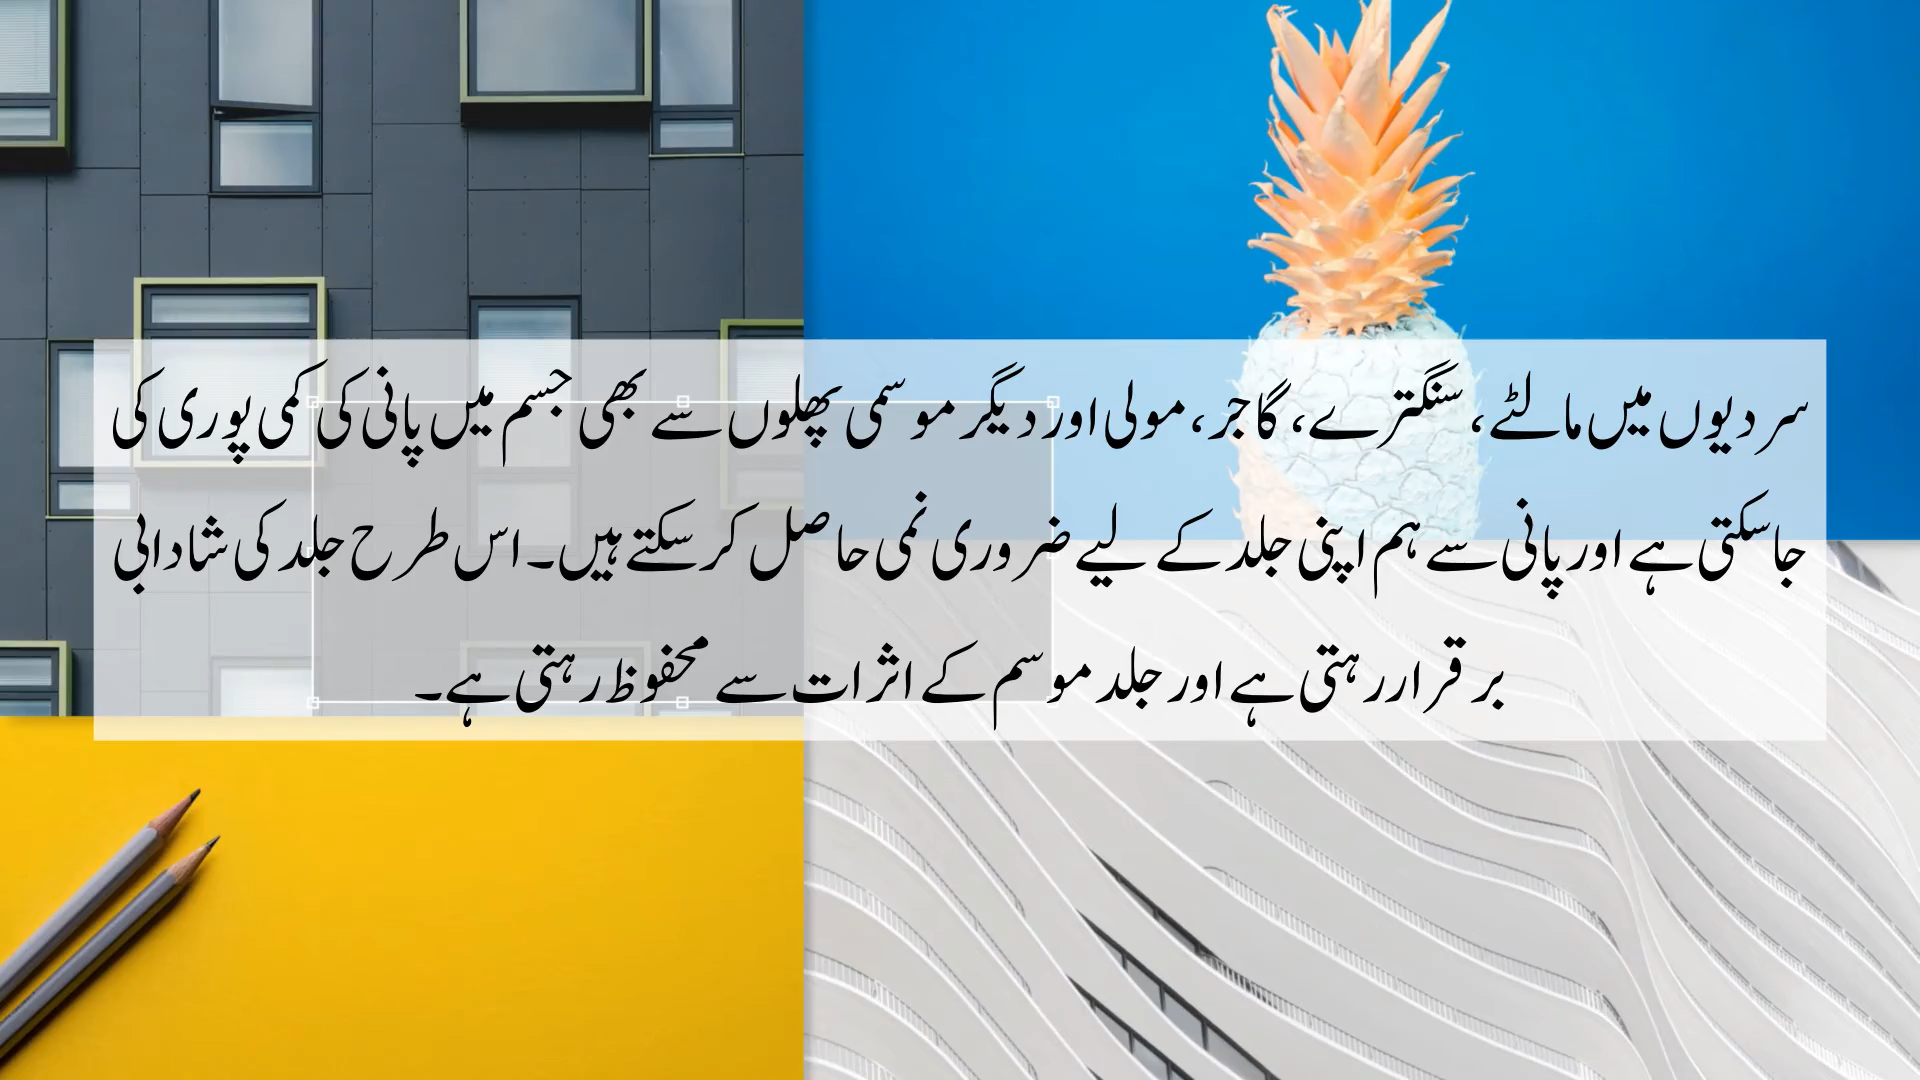 سردیوں میں مالٹے، سنگترے، گاجر، مولی اور دیگر موسمی پھلوں سے بھی جسم میں پانی کی کمی پوری کی
جاسکتی ہے اور پانی سے ہم اپنی جلد کے لیے ضروری نمی حاصل کرسکتے ہیں۔ اس طرح جلد کی شادابی
برقرار رہتی ہے اور جلد موسم کے اثرات سے محفوظ رہتی ہے۔